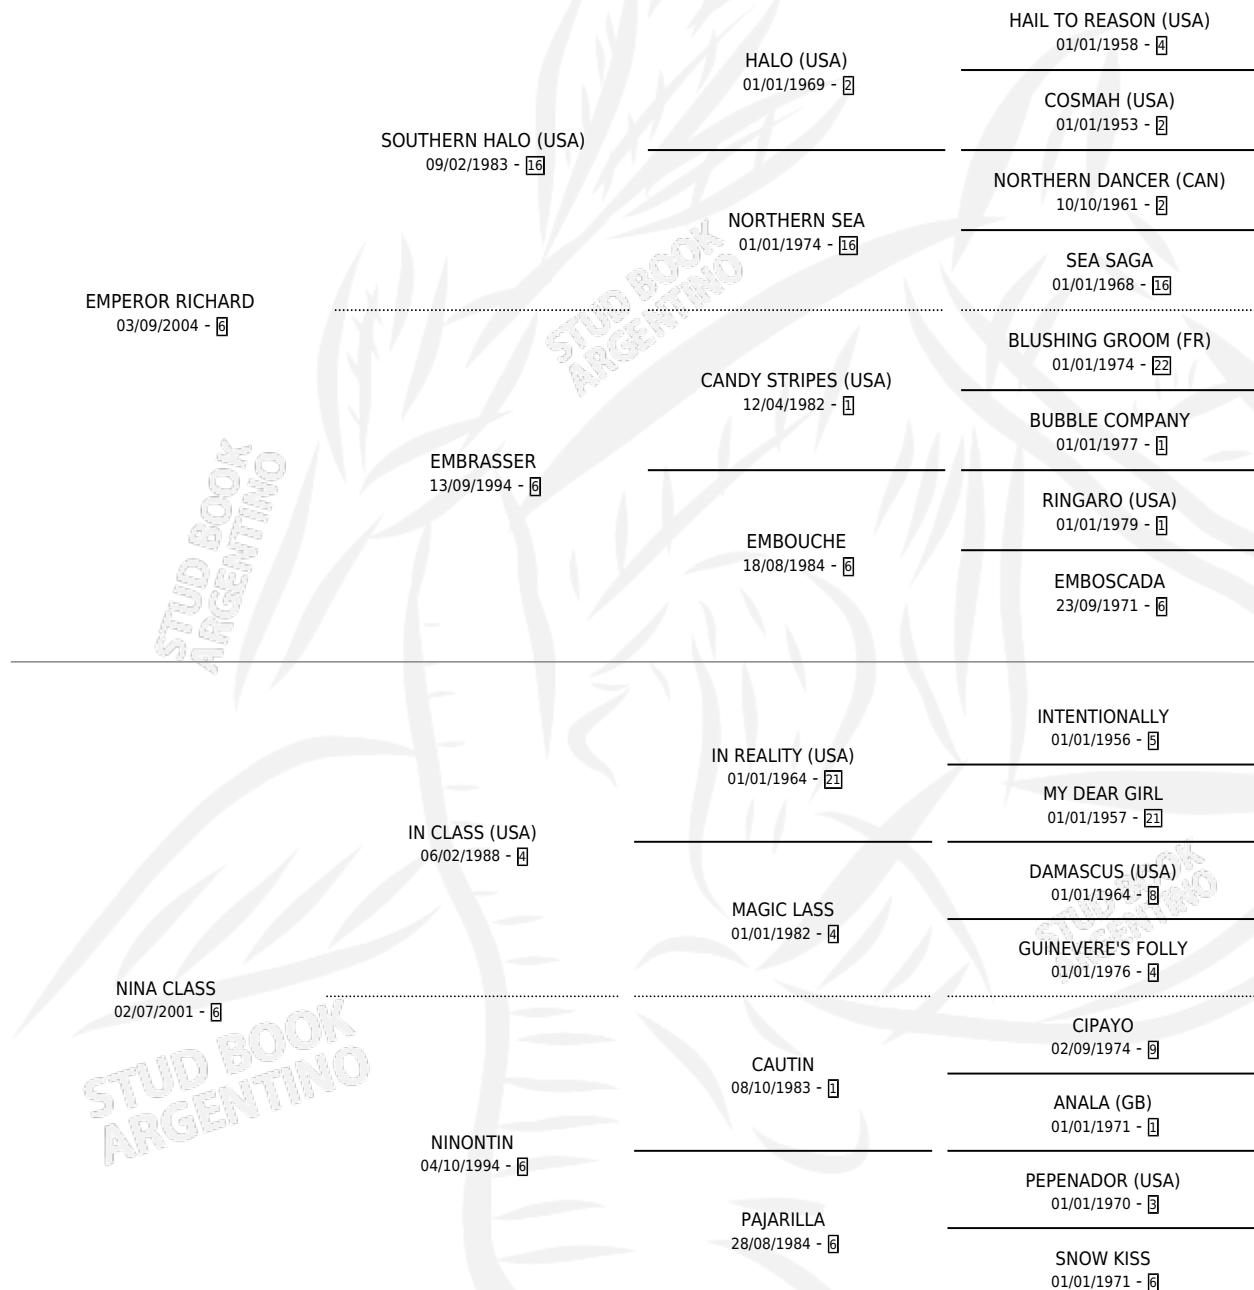 HAIL TO REASON (USA)
01/01/1958 - 4
HALO (USA)
01/01/1969 - 2
COSMAH (USA)
01/01/1953 - 2
SOUTHERN HALO (USA)
09/02/1983 - 16
NORTHERN DANCER (CAN)
10/10/1961 - 2
NORTHERN SEA
01/01/1974 - 16
SEA SAGA
01/01/1968 - 16
EMPEROR RICHARD
03/09/2004 - 6
BLUSHING GROOM (FR)
01/01/1974 - 22
CANDY STRIPES (USA)
12/04/1982 - 1
BUBBLE COMPANY
01/01/1977 - 1
EMBRASSER
13/09/1994 - 6
RINGARO (USA)
01/01/1979 - 1
EMBOUCHE
18/08/1984 - 6
EMBOSCADA
23/09/1971 - 6
INTENTIONALLY
01/01/1956 - 5
IN REALITY (USA)
01/01/1964 - 21
MY DEAR GIRL
01/01/1957 - 21
IN CLASS (USA)
06/02/1988 - 4
DAMASCUS (USA)
01/01/1964 - 8
MAGIC LASS
01/01/1982 - 4
GUINEVERE'S FOLLY
01/01/1976 - 4
NINA CLASS
02/07/2001 - 6
CIPAYO
02/09/1974 - 9
CAUTIN
08/10/1983 - 1
ANALA (GB)
01/01/1971 - 1
NINONTIN
04/10/1994 - 6
PEPENADOR (USA)
01/01/1970 - 3
PAJARILLA
28/08/1984 - 6
SNOW KISS
01/01/1971 - 6
STUD BOOK
ARGENTINO
STUD BOOK
ARGENTINO
STUD BOOK
ARGENTINO
STUD BOOK
ARGENTINO